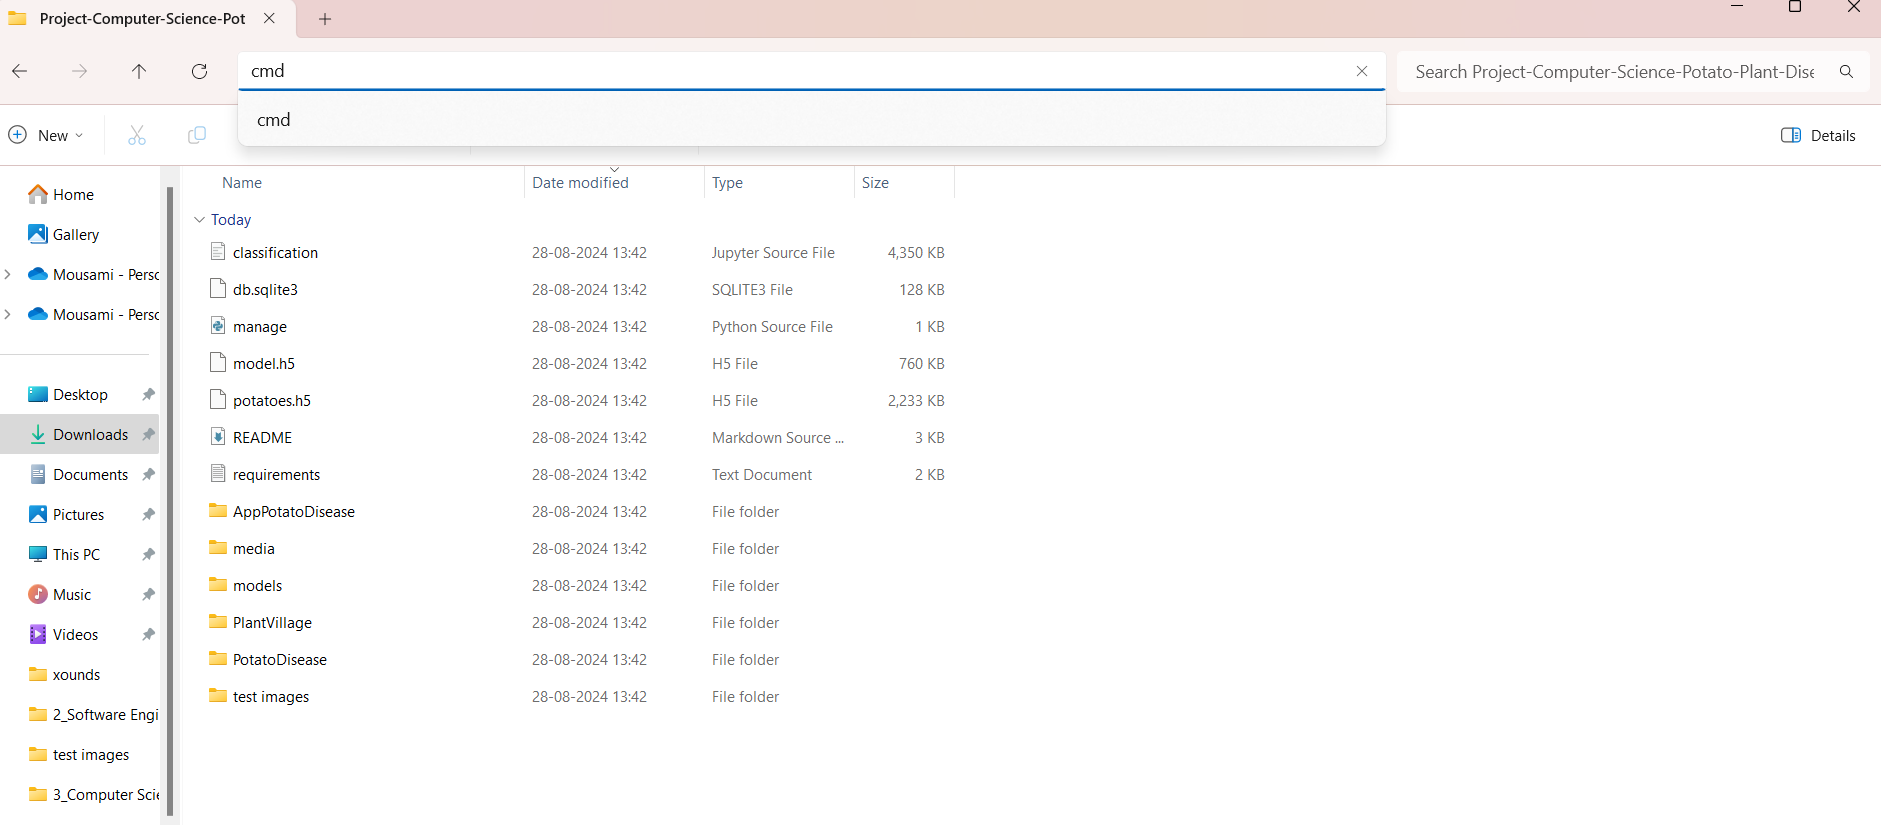 Project-Computer-Science-Pot
cmd
Search Project-Computer-Science-Potato-Plant-Dise
cmd
New
Details
Name Date modified Type Size
Today
classification 28-08-2024 13:42 Jupyter Source File 4,350 KB
db.sqlite3 28-08-2024 13:42 SQLITE3 File 128 KB
manage 28-08-2024 13:42 Python Source File 1 KB
model.h5 28-08-2024 13:42 H5 File 760 KB
potatoes.h5 28-08-2024 13:42 H5 File 2,233 KB
README 28-08-2024 13:42 Markdown Source ... 3 KB
requirements 28-08-2024 13:42 Text Document 2 KB
AppPotatoDisease 28-08-2024 13:42 File folder
media 28-08-2024 13:42 File folder
models 28-08-2024 13:42 File folder
PlantVillage 28-08-2024 13:42 File folder
PotatoDisease 28-08-2024 13:42 File folder
test images 28-08-2024 13:42 File folder
Home
Gallery
Mousami - Persc
Mousami - Persc
Desktop
Downloads
Documents
Pictures
This PC
Music
Videos
xounds
2_Software Engi
test images
3_Computer Scie